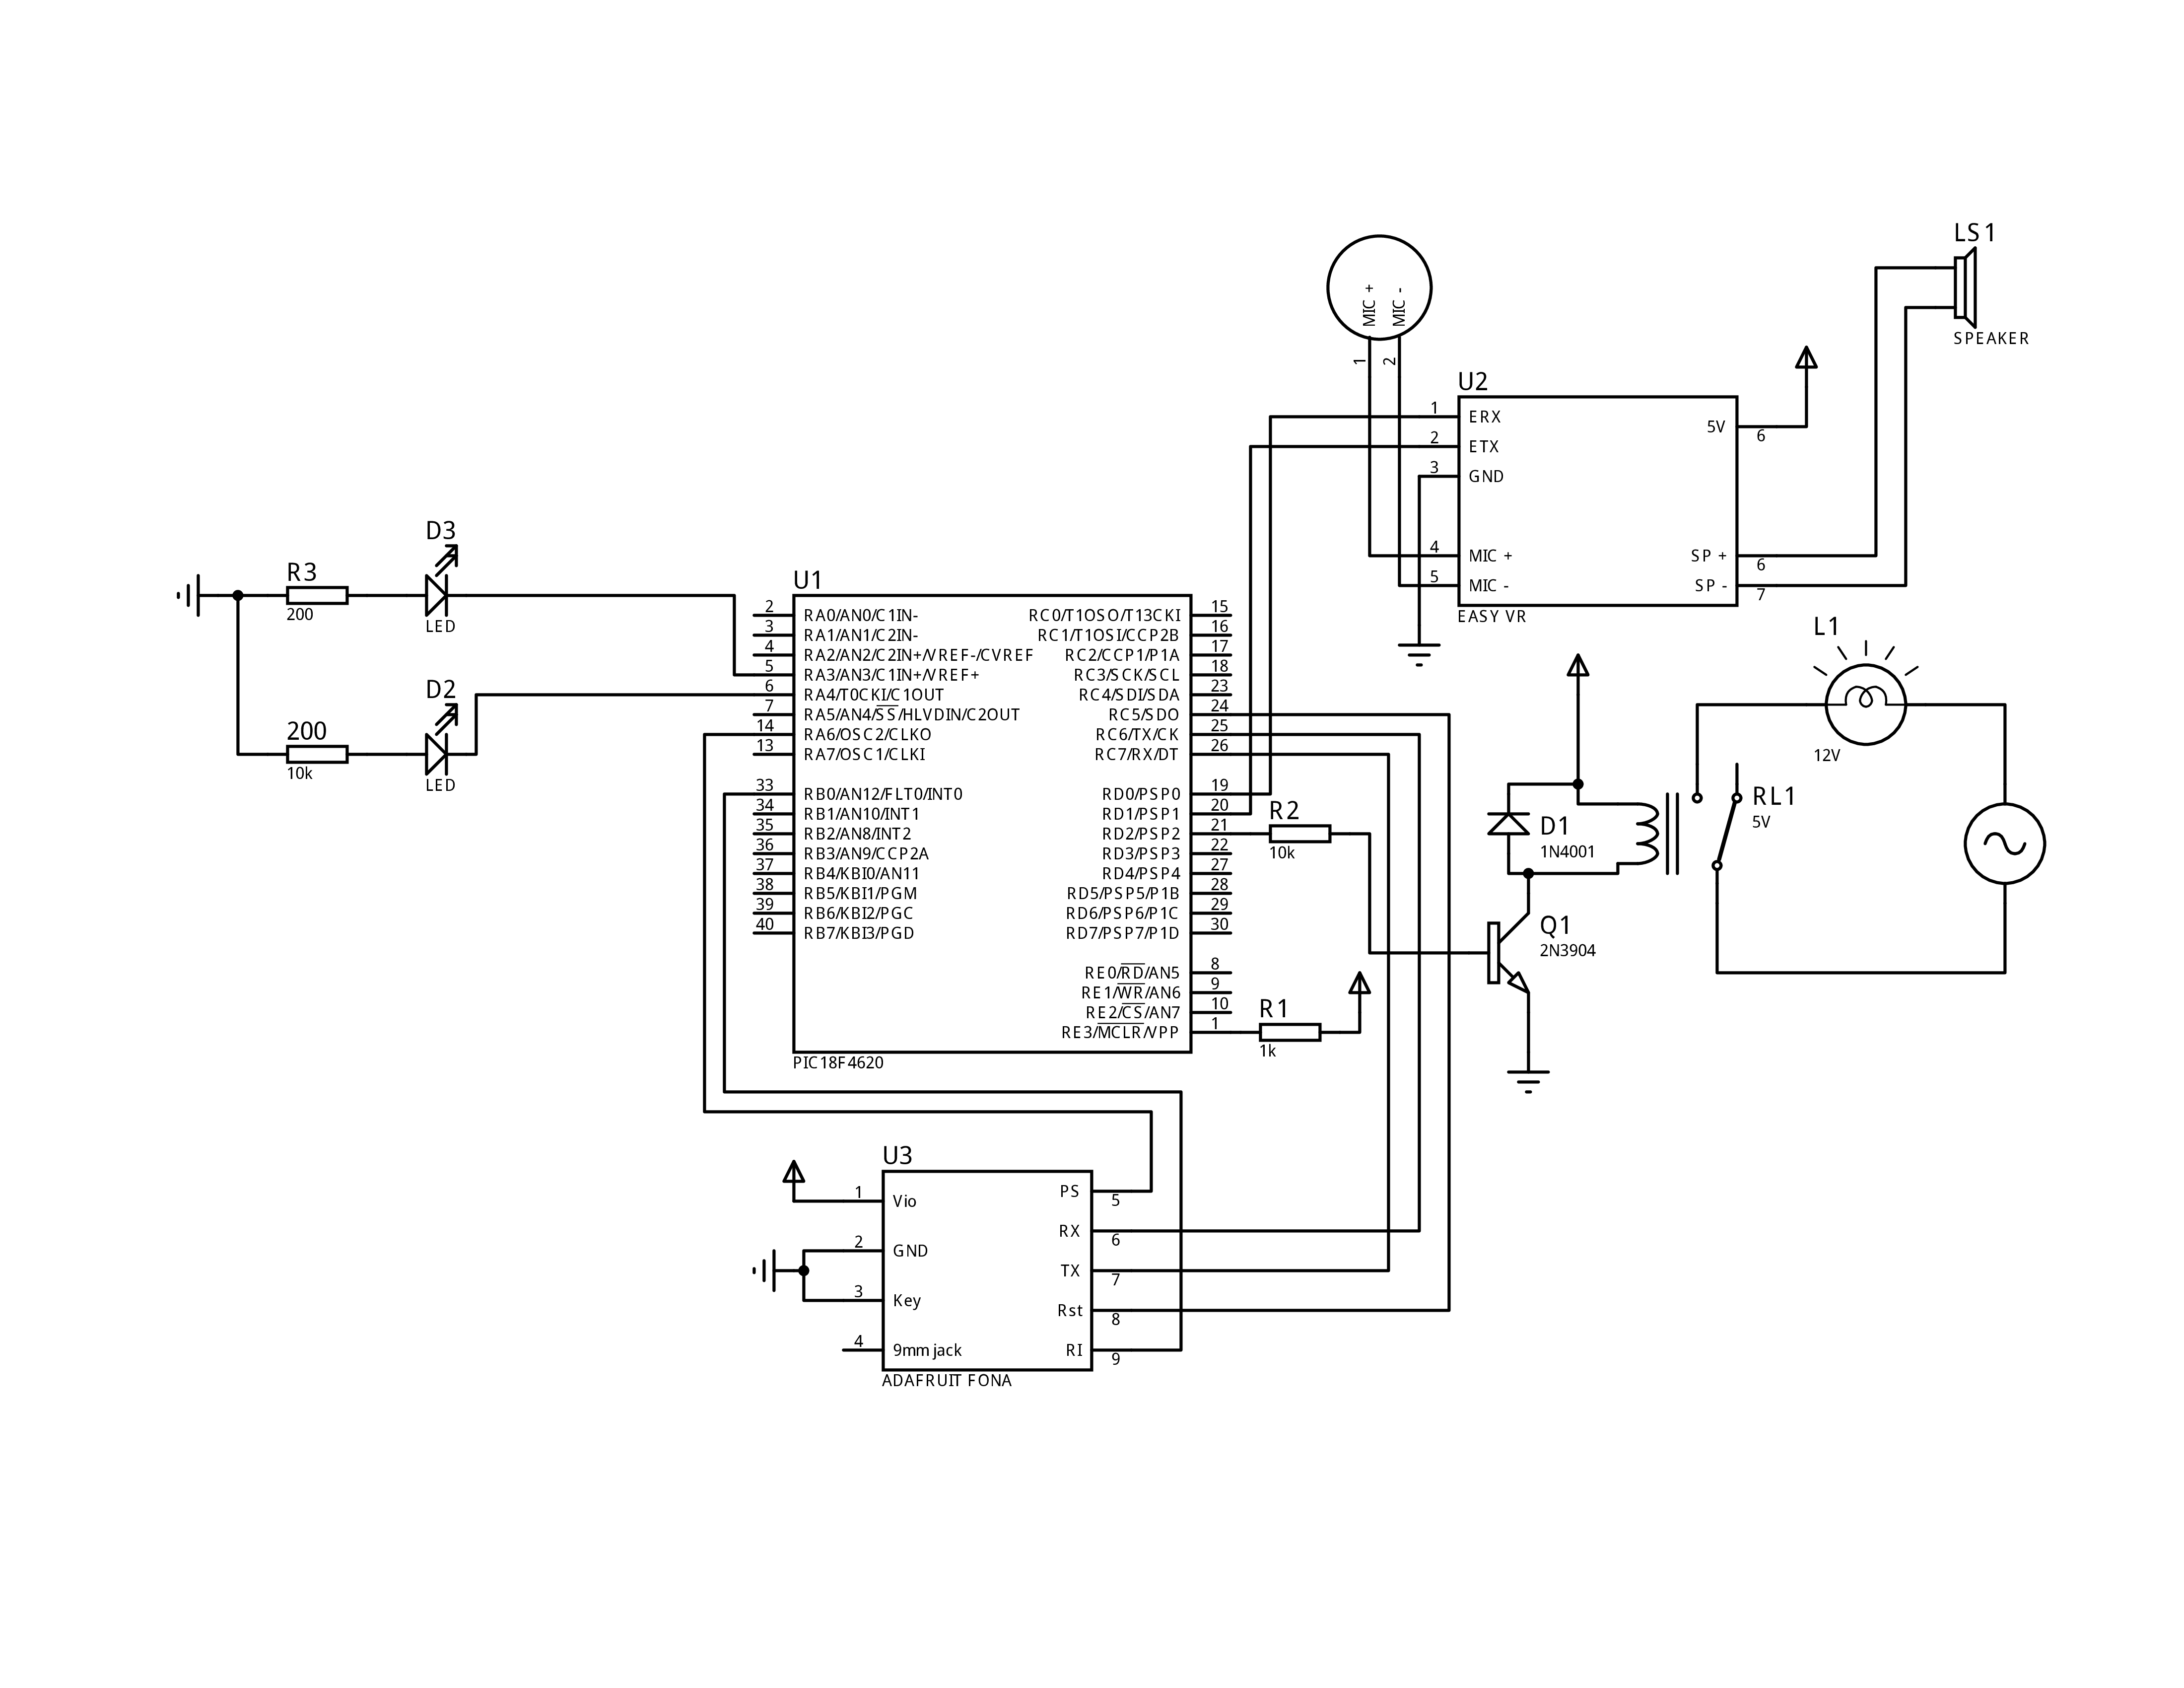 LS1
SPEAKER
MIC +
MIC -
1
2
U2
1
ERX
2
ETX
3
GND
4
MIC +
5
MIC -
5V
6
SP +
6
SP -
7
EASY VR
D3
LED
R3
200
D2
LED
200
10k
U1
2
RA0/AN0/C1IN-
3
RA1/AN1/C2IN-
4
RA2/AN2/C2IN+/VREF-/CVREF
5
RA3/AN3/C1IN+/VREF+
6
RA4/T0CKI/C1OUT
7
RA5/AN4/SS/HLVDIN/C2OUT
14
RA6/OSC2/CLKO
13
RA7/OSC1/CLKI
33
RB0/AN12/FLT0/INT0
34
RB1/AN10/INT1
35
RB2/AN8/INT2
36
RB3/AN9/CCP2A
37
RB4/KBI0/AN11
38
RB5/KBI1/PGM
39
RB6/KBI2/PGC
40
RB7/KBI3/PGD
RC0/T1OSO/T13CKI
15
RC1/T1OSI/CCP2B
16
RC2/CCP1/P1A
17
RC3/SCK/SCL
18
RC4/SDI/SDA
23
RC5/SDO
24
RC6/TX/CK
25
RC7/RX/DT
26
RD0/PSP0
19
RD1/PSP1
20
RD2/PSP2
21
RD3/PSP3
22
RD4/PSP4
27
RD5/PSP5/P1B
28
RD6/PSP6/P1C
29
RD7/PSP7/P1D
30
RE0/RD/AN5
8
RE1/WR/AN6
9
RE2/CS/AN7
10
RE3/MCLR/VPP
1
PIC18F4620
R2
10k
R1
1k
L1
12V
RL1
5V
D1
1N4001
Q1
2N3904
U3
1
Vio
2
GND
3
Key
4
9mm jack
PS
5
RX
6
TX
7
Rst
8
RI
9
ADAFRUIT FONA